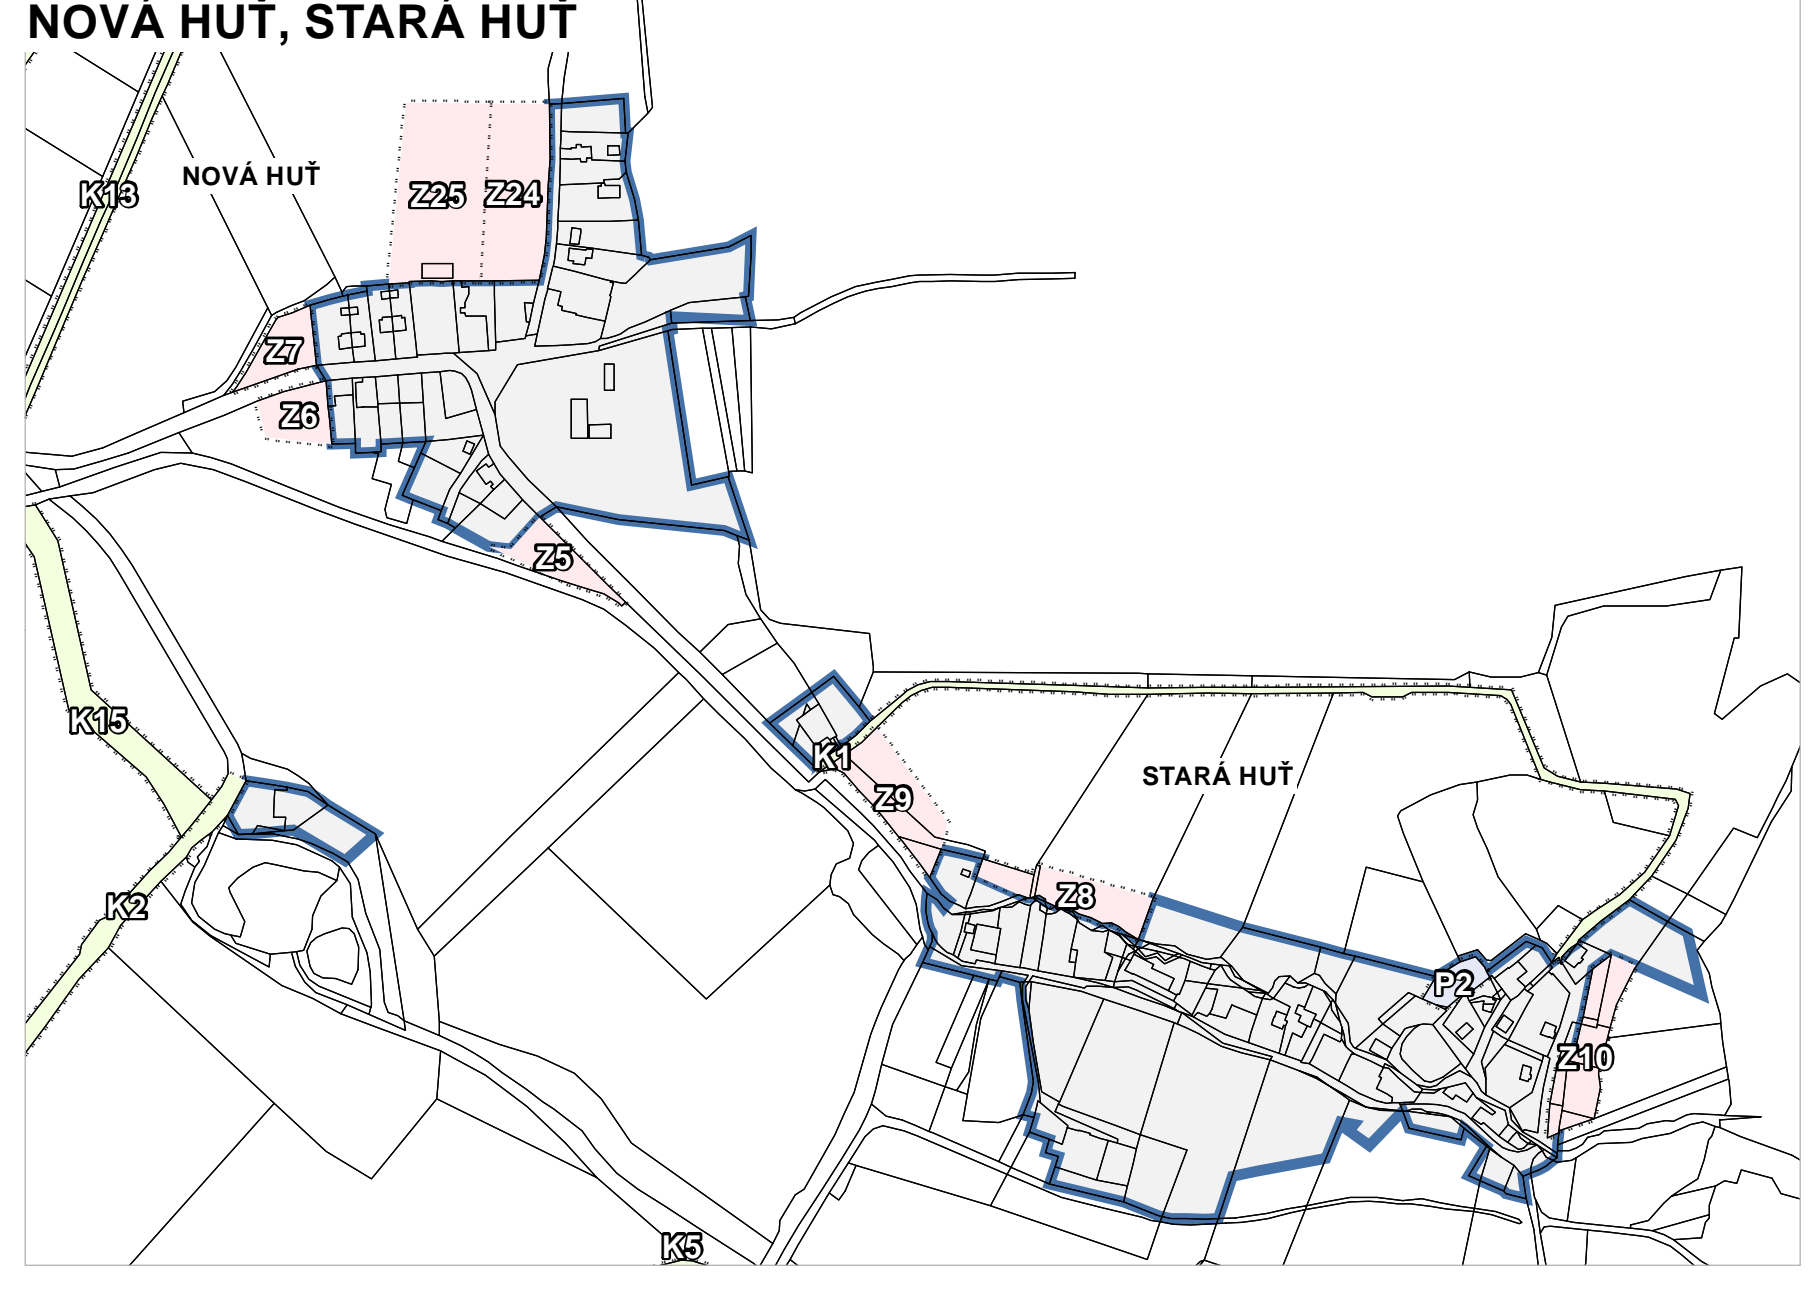 NOVÁ HUŤ, STARÁ HUŤ
K13
NOVÁ HUŤ
Z25
Z24
Z7
Z6
Z5
K15
K1
STARÁ HUŤ
Z9
K2
Z8
P2
Z10
K5